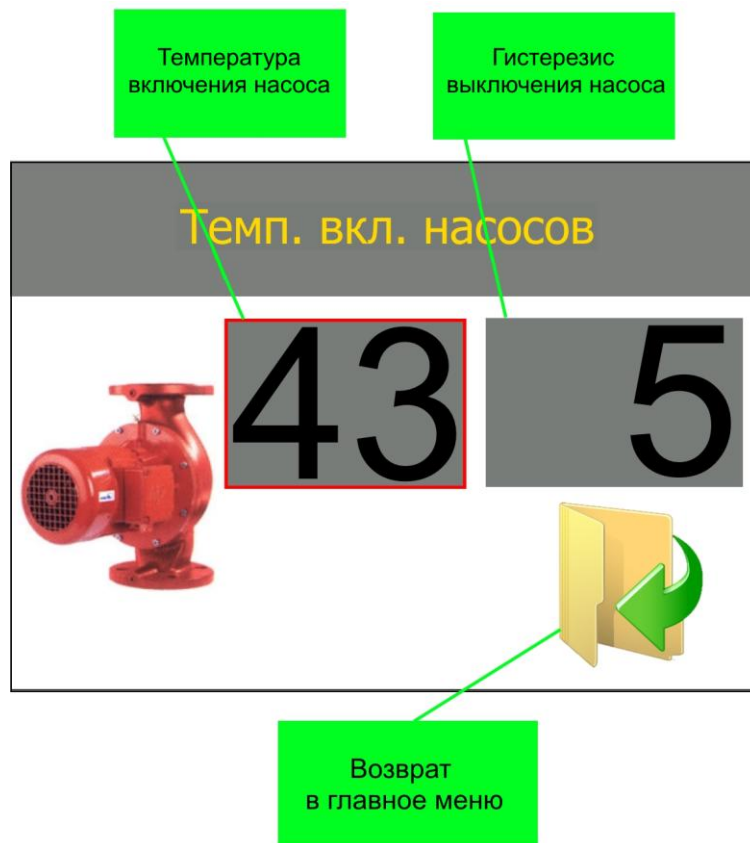 Температура
включения насоса
Гистерезис
выключения насоса
Темп. вкл. насосов
43
5
Возврат
в главное меню